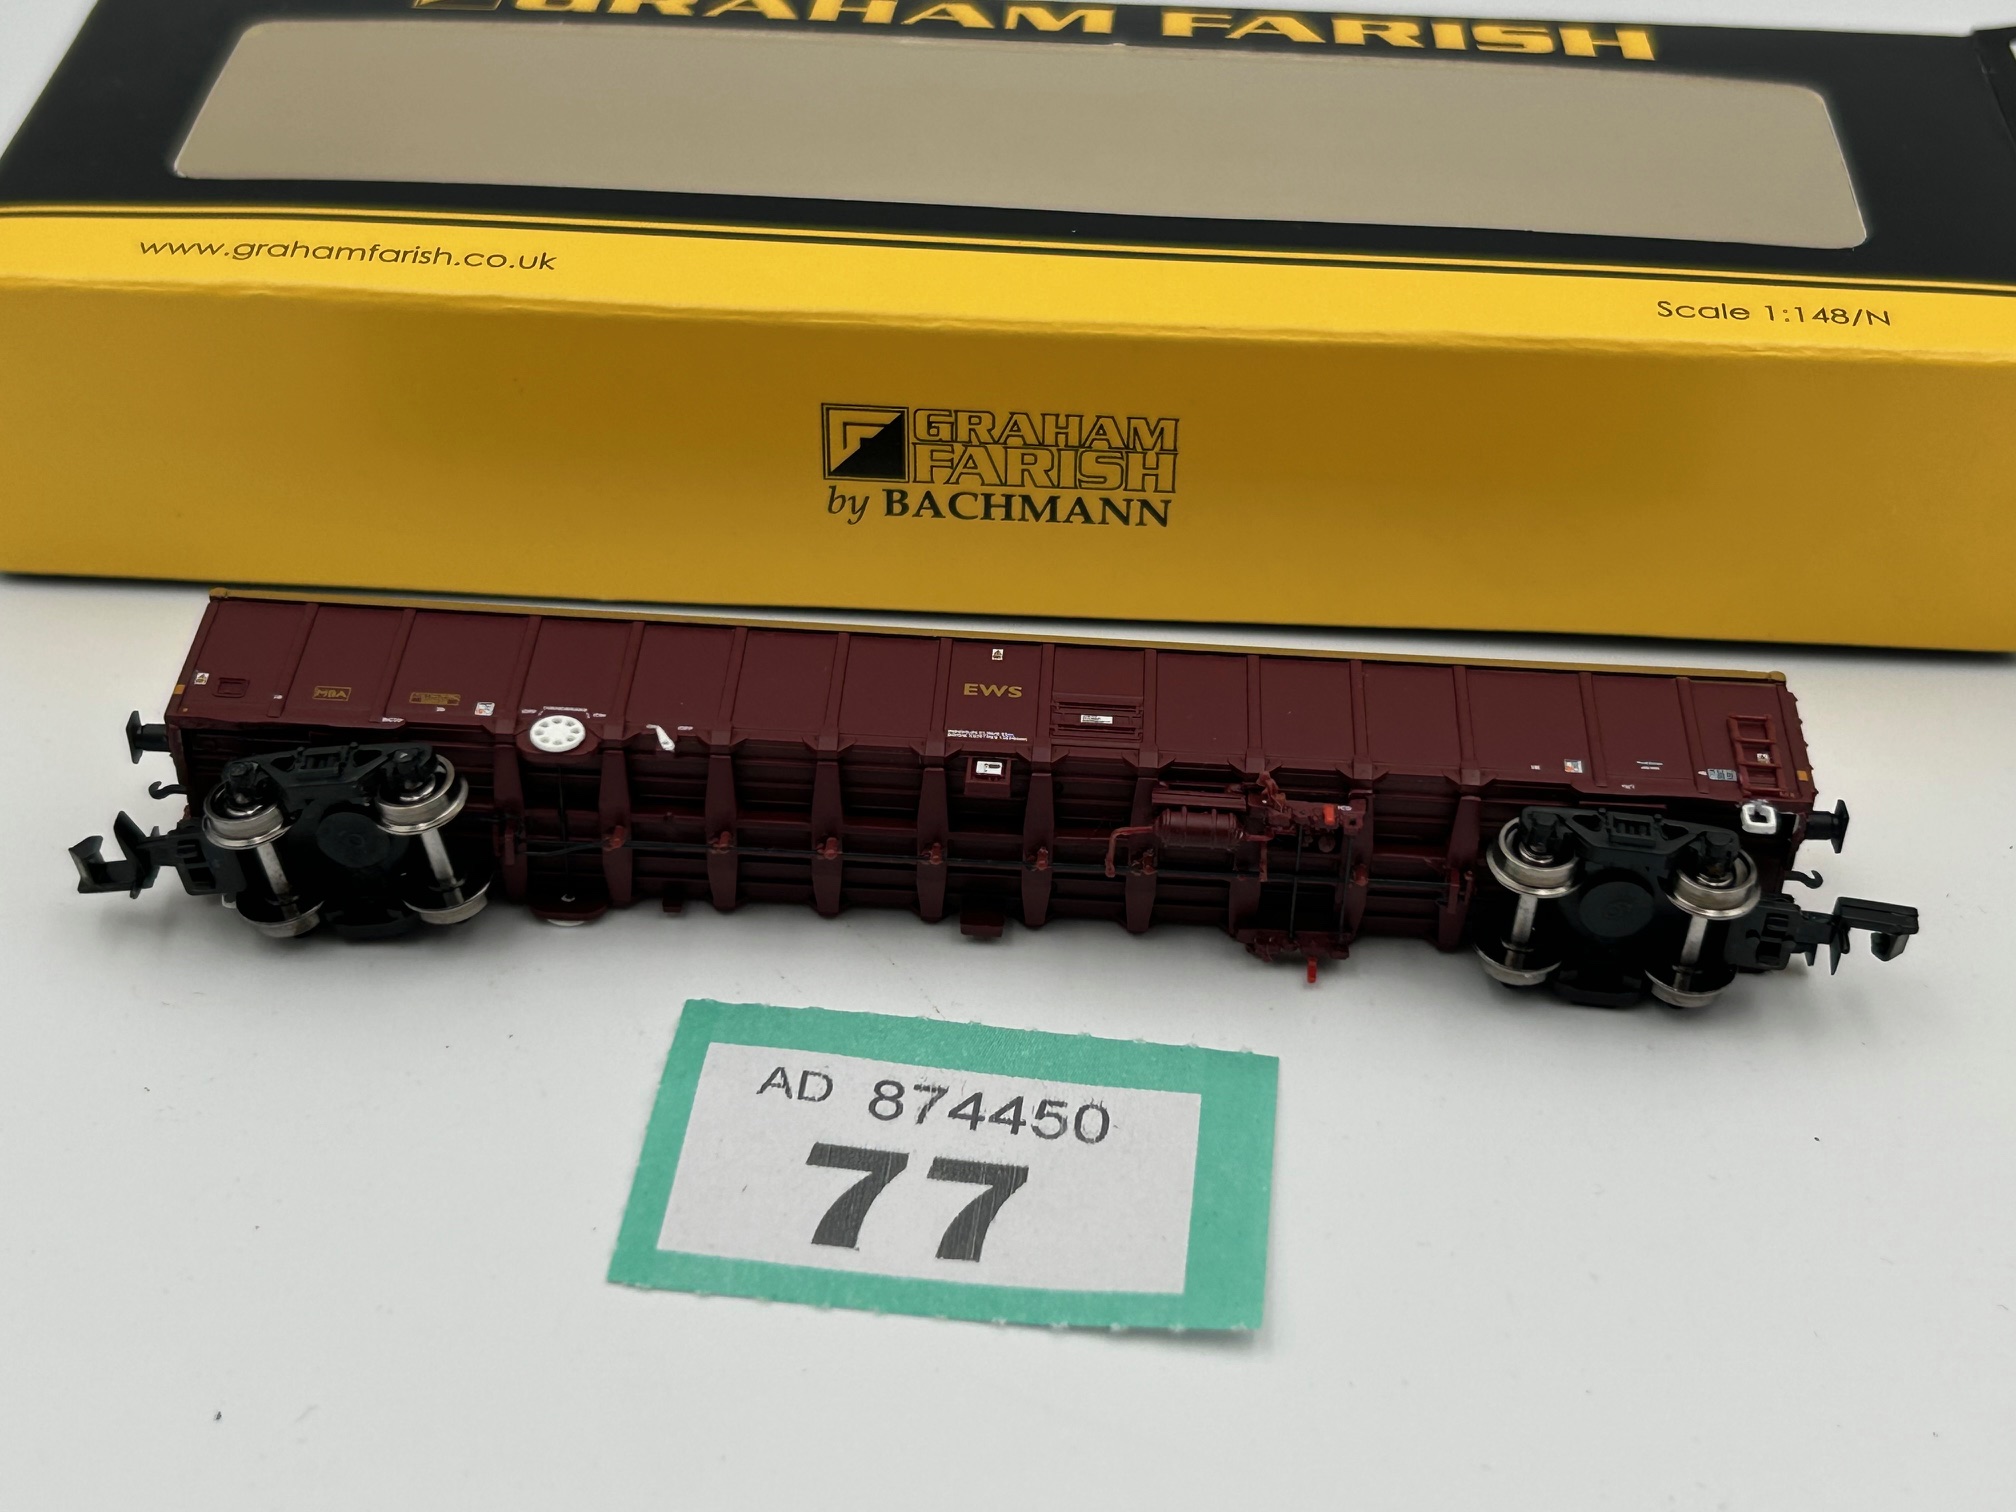 GRAHAM FARISH
www.grahamfarish.co.uk
Scale 1:148/N
GRAHAM
FARISH
by BACHMANN
EWS
MBA
AD 874450
77